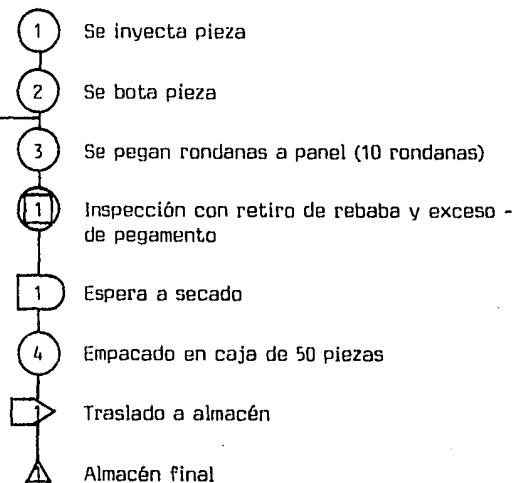 1 Se inyecta pieza
2 Se bota pieza
3 Se pegan rondanas a panel (10 rondanas)
1 Inspección con retiro de rebaba y exceso -
de pegamento
1 Espera a secado
4 Empacado en caja de 50 piezas
1 Traslado a almacén
1 Almacén final